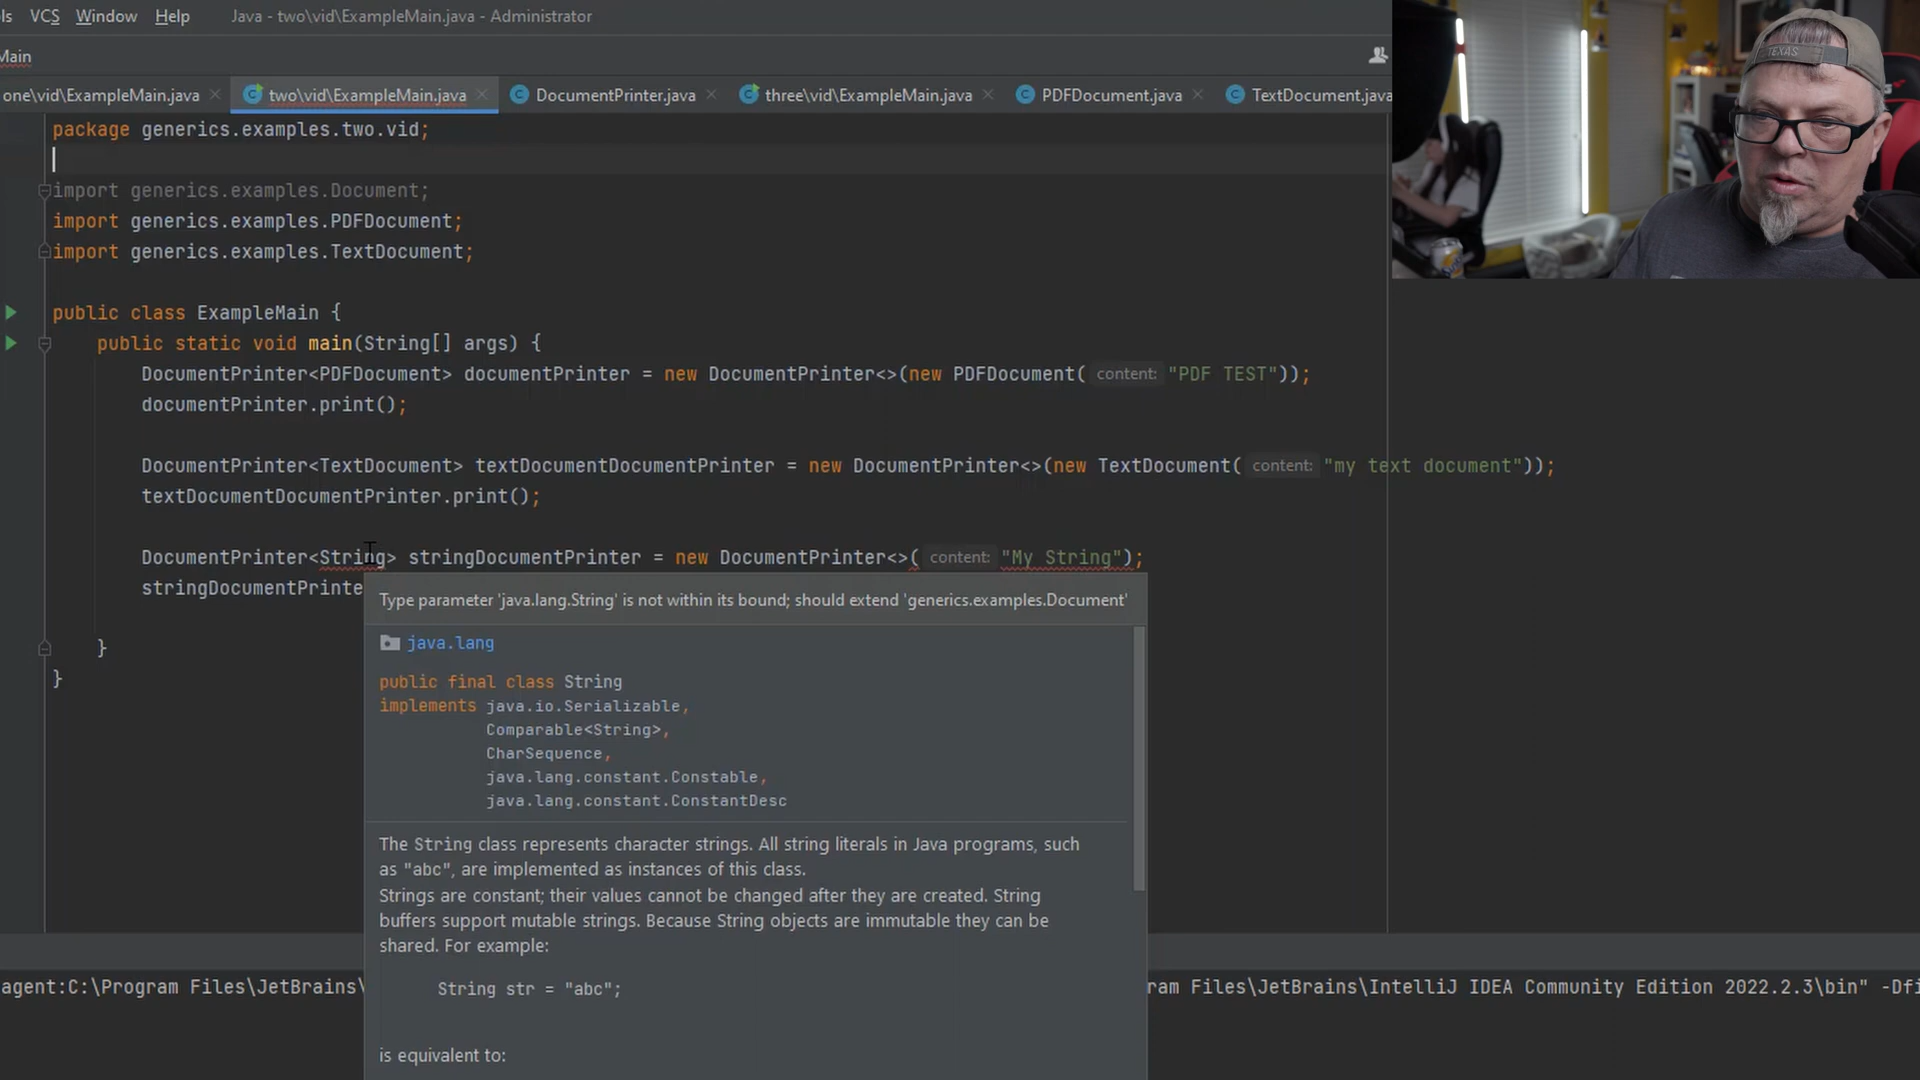 ls VCS Window Help Java - two\vid\ExampleMain.java - Administrator
Main
one\vid\ExampleMain.java two\vid\ExampleMain.java DocumentPrinter.java three\vid\ExampleMain.java PDFDocument.java TextDocument.java
package generics.examples.two.vid;
import generics.examples.Document;
import generics.examples.PDFDocument;
import generics.examples.TextDocument;
public class ExampleMain {
public static void main(String[] args) {
DocumentPrinter<PDFDocument> documentPrinter = new DocumentPrinter<>(new PDFDocument( content: "PDF TEST"));
documentPrinter.print();
DocumentPrinter<TextDocument> textDocumentDocumentPrinter = new DocumentPrinter<>(new TextDocument( content: "my text document"));
textDocumentDocumentPrinter.print();
DocumentPrinter<String> stringDocumentPrinter = new DocumentPrinter<>( content: "My String");
stringDocumentPrinte
}
}
Type parameter 'java.lang.String' is not within its bound; should extend 'generics.examples.Document'
java.lang
public final class String
implements java.io.Serializable,
Comparable<String>,
CharSequence,
java.lang.constant.Constable,
java.lang.constant.ConstantDesc
The String class represents character strings. All string literals in Java programs, such
as "abc", are implemented as instances of this class.
Strings are constant; their values cannot be changed after they are created. String
buffers support mutable strings. Because String objects are immutable they can be
shared. For example:
String str = "abc";
is equivalent to:
agent:C:\Program Files\JetBrains\ ram Files\JetBrains\IntelliJ IDEA Community Edition 2022.2.3\bin" -Dfi
TEXAS